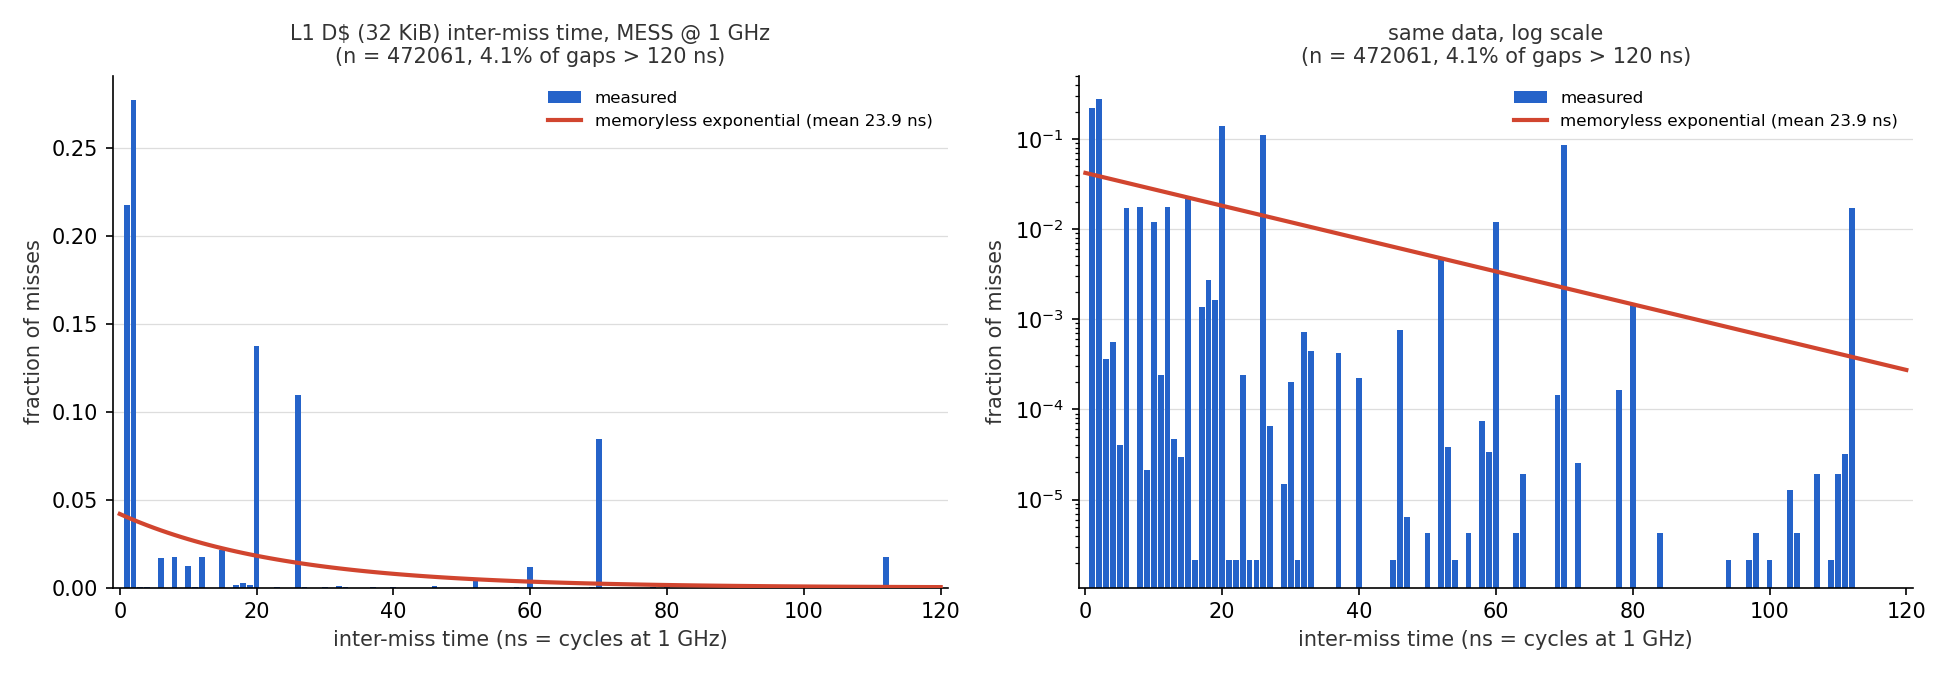 L1 D$ (32 KiB) inter-miss time, MESS @ 1 GHz
(n = 472061, 4.1% of gaps > 120 ns)
measured
memoryless exponential (mean 23.9 ns)
fraction of misses
0.25
0.20
0.15
0.10
0.05
0.00
0 20 40 60 80 100 120
inter-miss time (ns = cycles at 1 GHz)
same data, log scale
(n = 472061, 4.1% of gaps > 120 ns)
measured
memoryless exponential (mean 23.9 ns)
fraction of misses
10⁻¹
10⁻²
10⁻³
10⁻⁴
10⁻⁵
0 20 40 60 80 100 120
inter-miss time (ns = cycles at 1 GHz)